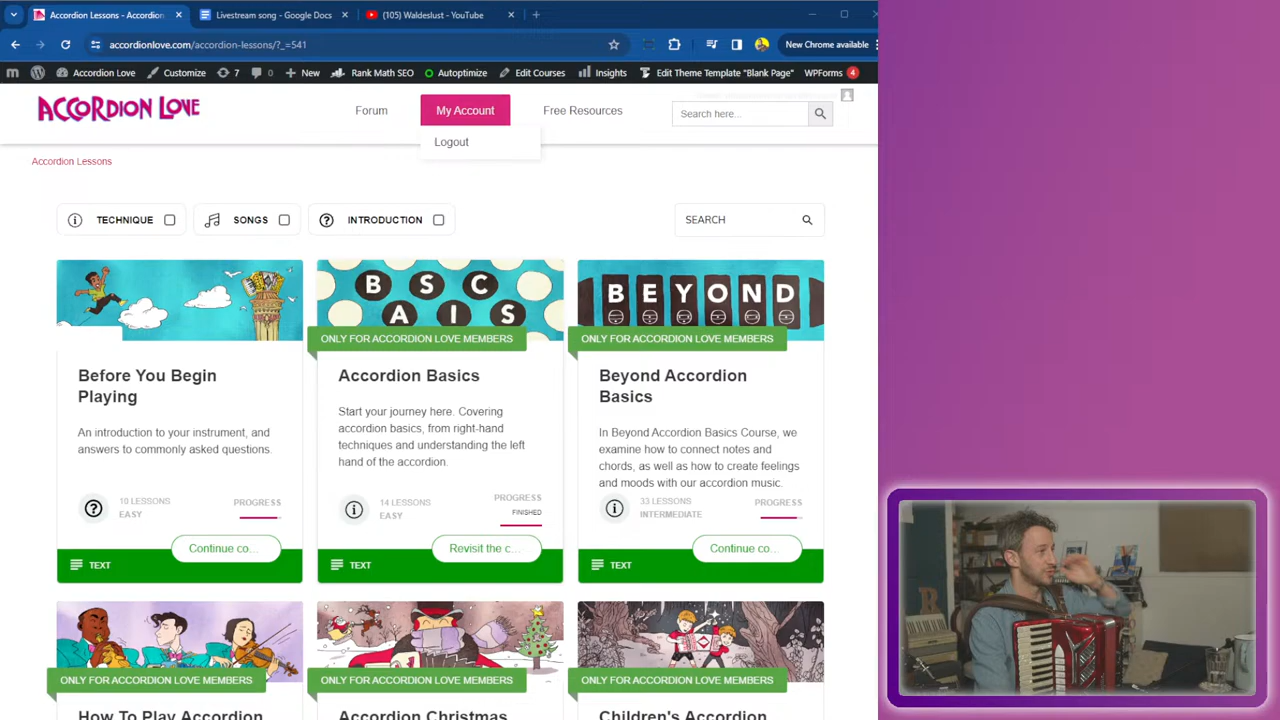 Accordion Lessons - Accordion
Livestream song - Google Docs
(105) Waldeslust - YouTube
accordionlove.com/accordion-lessons/?_=541
New Chrome available
Accordion Love
Customize
7
0
New
Rank Math SEO
Autoptimize
Edit Courses
Insights
Edit Theme Template "Blank Page"
WPForms 4
ACCORDION LOVE
Forum
My Account
Free Resources
Search here...
Logout
Accordion Lessons
TECHNIQUE
SONGS
INTRODUCTION
SEARCH
BASICS
BEYOND
ONLY FOR ACCORDION LOVE MEMBERS
ONLY FOR ACCORDION LOVE MEMBERS
Before You Begin
Playing
An introduction to your instrument, and
answers to commonly asked questions.
10 LESSONS
EASY
PROGRESS
Continue co...
TEXT
Accordion Basics
Start your journey here. Covering
accordion basics, from right-hand
techniques and understanding the left
hand of the accordion.
14 LESSONS
EASY
PROGRESS
FINISHED
Revisit the c...
TEXT
Beyond Accordion
Basics
In Beyond Accordion Basics Course, we
examine how to connect notes and
chords, as well as how to create feelings
and moods with our accordion music.
33 LESSONS
INTERMEDIATE
PROGRESS
Continue co...
TEXT
ONLY FOR ACCORDION LOVE MEMBERS
ONLY FOR ACCORDION LOVE MEMBERS
ONLY FOR ACCORDION LOVE MEMBERS
How To Play Accordion
Accordion Christmas
Children's Accordion